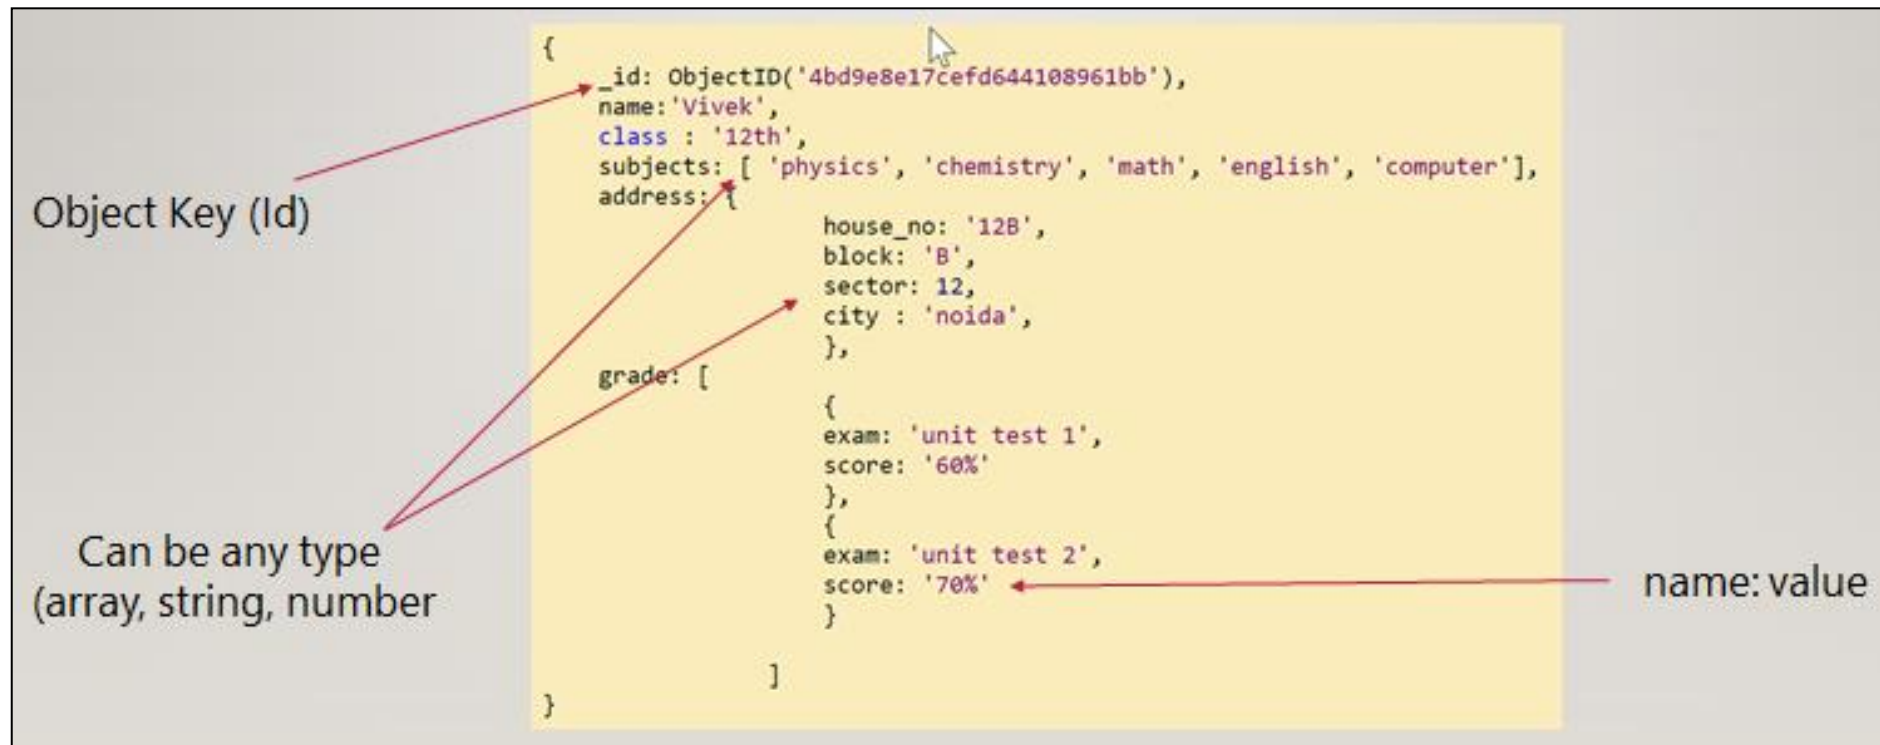 {
_id: ObjectID('4bd9e8e17cefd644108961bb'),
name:'Vivek',
class : '12th',
subjects: [ 'physics', 'chemistry', 'math', 'english', 'computer'],
address: {
house_no: '12B',
block: 'B',
sector: 12,
city : 'noida',
},
grade: [
{
exam: 'unit test 1',
score: '60%'
},
{
exam: 'unit test 2',
score: '70%'
}
]
}
Object Key (Id)
Can be any type
(array, string, number
name: value